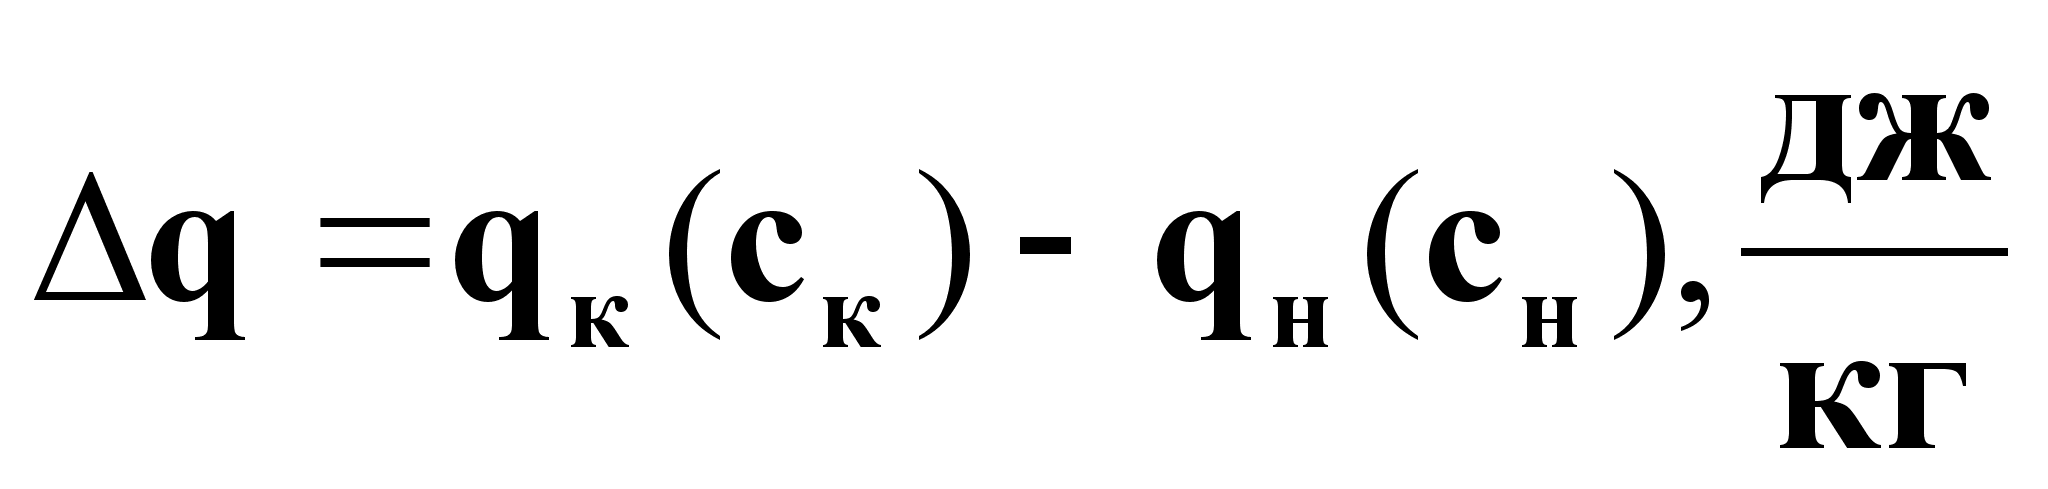 Δq = qк (cк) - qн (cн), дж/кг